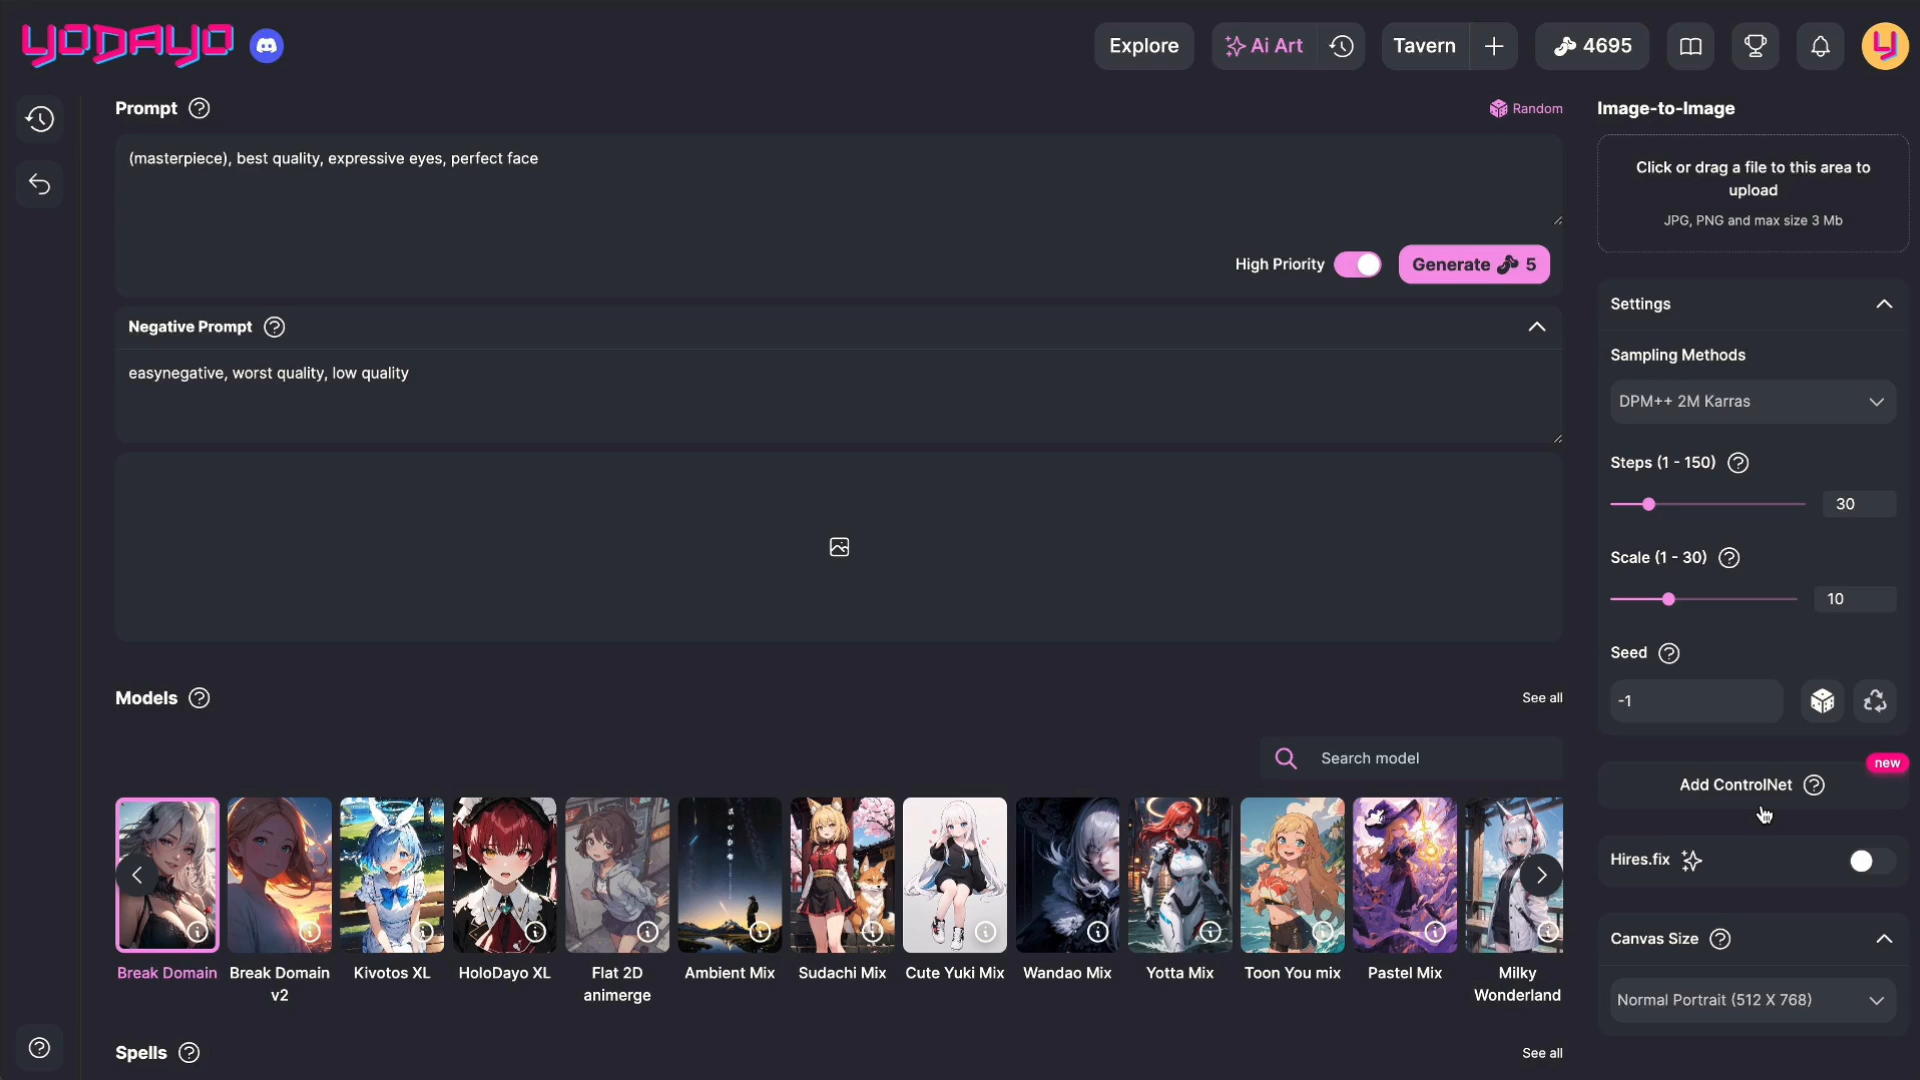 YODAYO
Explore
Ai Art
Tavern
4695
Prompt
Random
(masterpiece), best quality, expressive eyes, perfect face
High Priority
Generate 5
Negative Prompt
easynegative, worst quality, low quality
Models
See all
Search model
Break Domain
Break Domain
v2
Kivotos XL
HoloDayo XL
Flat 2D
animerge
Ambient Mix
Sudachi Mix
Cute Yuki Mix
Wandao Mix
Yotta Mix
Toon You mix
Pastel Mix
Milky
Wonderland
Spells
See all
Image-to-Image
Click or drag a file to this area to
upload
JPG, PNG and max size 3 Mb
Settings
Sampling Methods
DPM++ 2M Karras
Steps (1 - 150)
30
Scale (1 - 30)
10
Seed
-1
new
Add ControlNet
Hires.fix
Canvas Size
Normal Portrait (512 X 768)